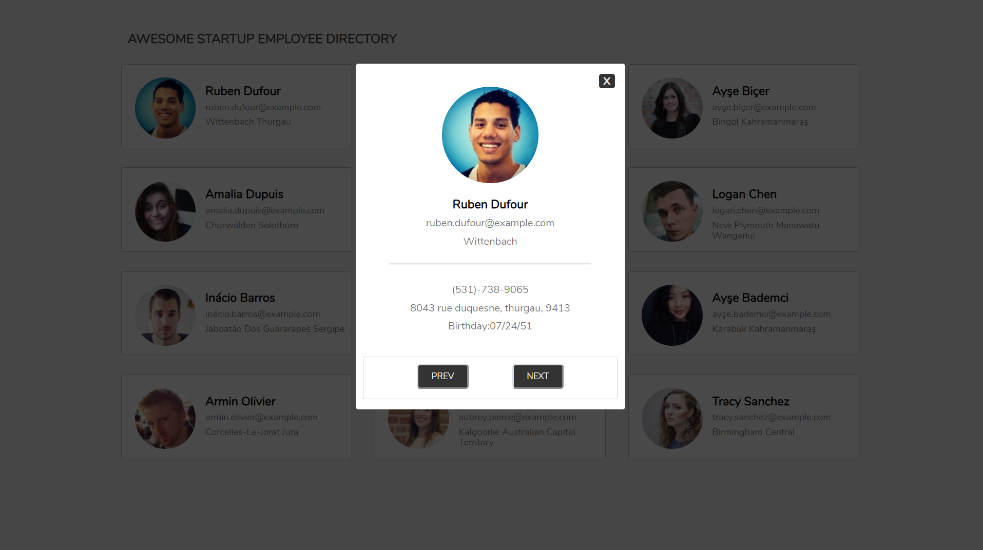 AWESOME STARTUP EMPLOYEE DIRECTORY
X
Ruben Dufour
ruben.dufour@example.com
Wittenbach Thurgau
Ruben Dufour
ruben.dufour@example.com
Wittenbach
(531)-738-9065
8043 rue duquesne, thurgau, 9413
Birthday:07/24/51
PREV
NEXT
Ayşe Biçer
ayşe.biçer@example.com
Bingöl Kahramanmaraş
Amalia Dupuis
amalia.dupuis@example.com
Churwalden Solothurn
Logan Chen
logan.chen@example.com
New Plymouth Manawatu
Wanganui
Inácio Barros
inácio.barros@example.com
Jaboatão Dos Guararapes Sergipe
Ayşe Bademci
ayşe.bademci@example.com
Karabük Kahramanmaraş
Armin Olivier
armin.olivier@example.com
Corcelles-Le-Jorat Jura
autrey.pierce@example.com
Kalgoorlie Australian Capital
Territory
Tracy Sanchez
tracy.sanchez@example.com
Birmingham Central